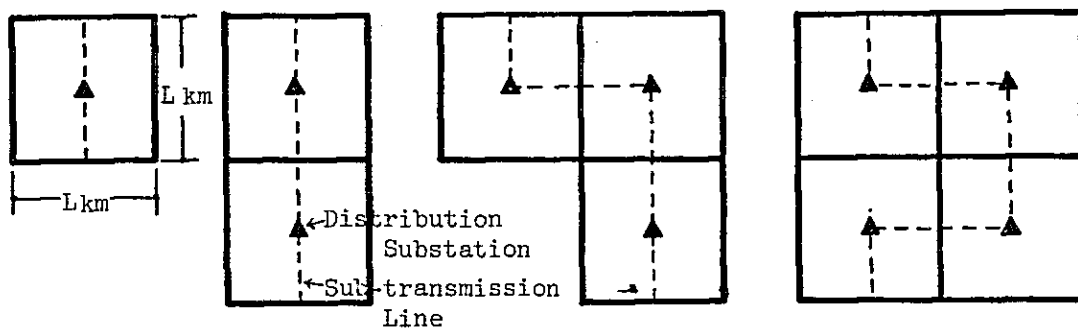 L km
L km
Distribution
Substation
Sub-transmission
Line